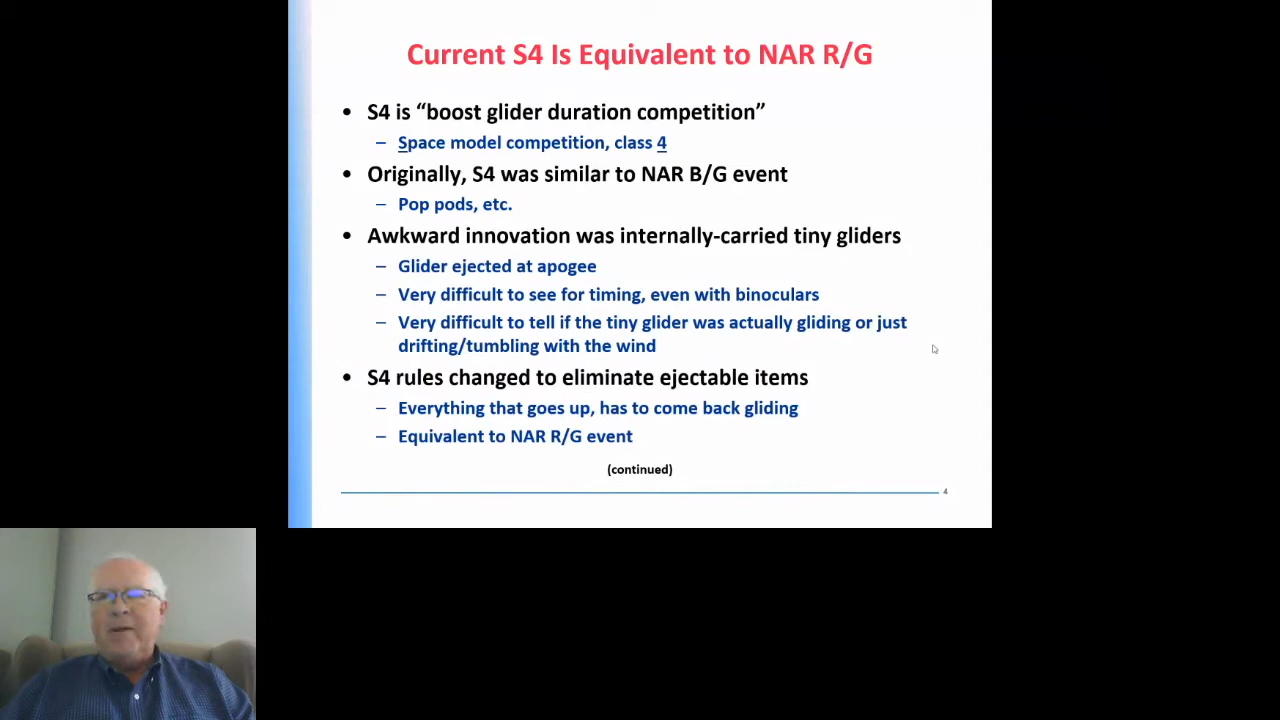 Current S4 Is Equivalent to NAR R/G
• S4 is “boost glider duration competition”
– Space model competition, class 4
• Originally, S4 was similar to NAR B/G event
– Pop pods, etc.
• Awkward innovation was internally-carried tiny gliders
– Glider ejected at apogee
– Very difficult to see for timing, even with binoculars
– Very difficult to tell if the tiny glider was actually gliding or just
drifting/tumbling with the wind
• S4 rules changed to eliminate ejectable items
– Everything that goes up, has to come back gliding
– Equivalent to NAR R/G event
(continued)
4